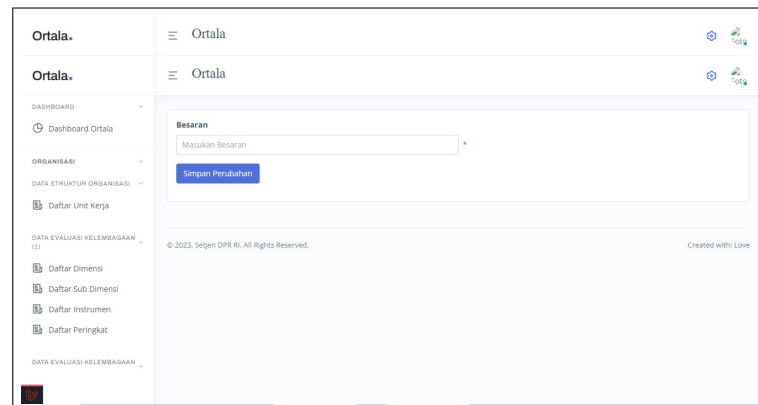 Ortala.
Ortala
Foto
Ortala.
Ortala
Foto
DASHBOARD
Dashboard Ortala
ORGANISASI
DATA STRUKTUR ORGANISASI
Daftar Unit Kerja
DATA EVALUASI KELEMBAGAAN
(1)
Daftar Dimensi
Daftar Sub Dimensi
Daftar Instrumen
Daftar Peringkat
DATA EVALUASI KELEMBAGAAN
Besaran
Masukan Besaran *
Simpan Perubahan
© 2023. Setjen DPR RI. All Rights Reserved.
Created with: Love